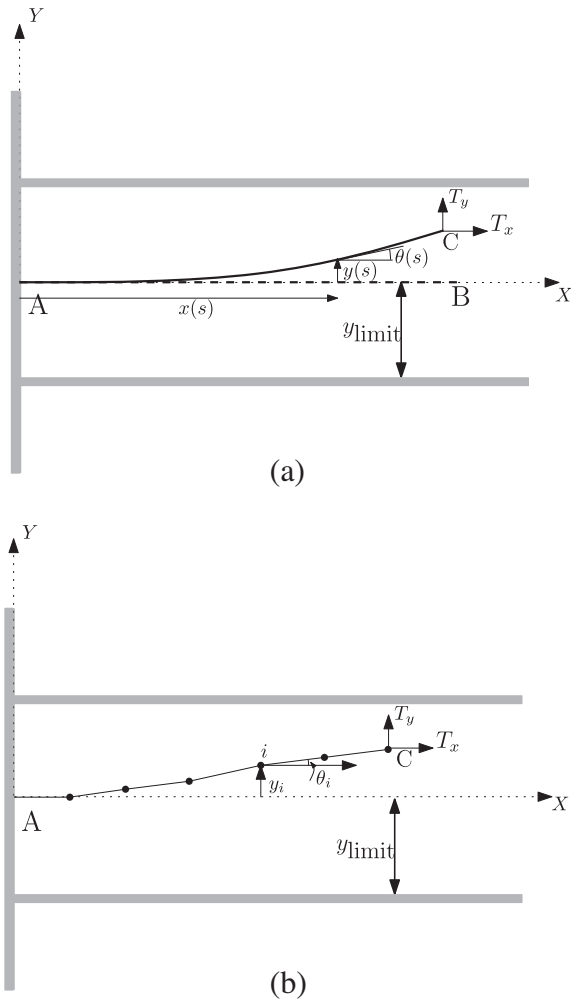 Y
T_y
T_x
C
θ(s)
y(s)
A
B
X
x(s)
y_limit
(a)
Y
T_y
i
T_x
C
θ_i
y_i
A
X
y_limit
(b)